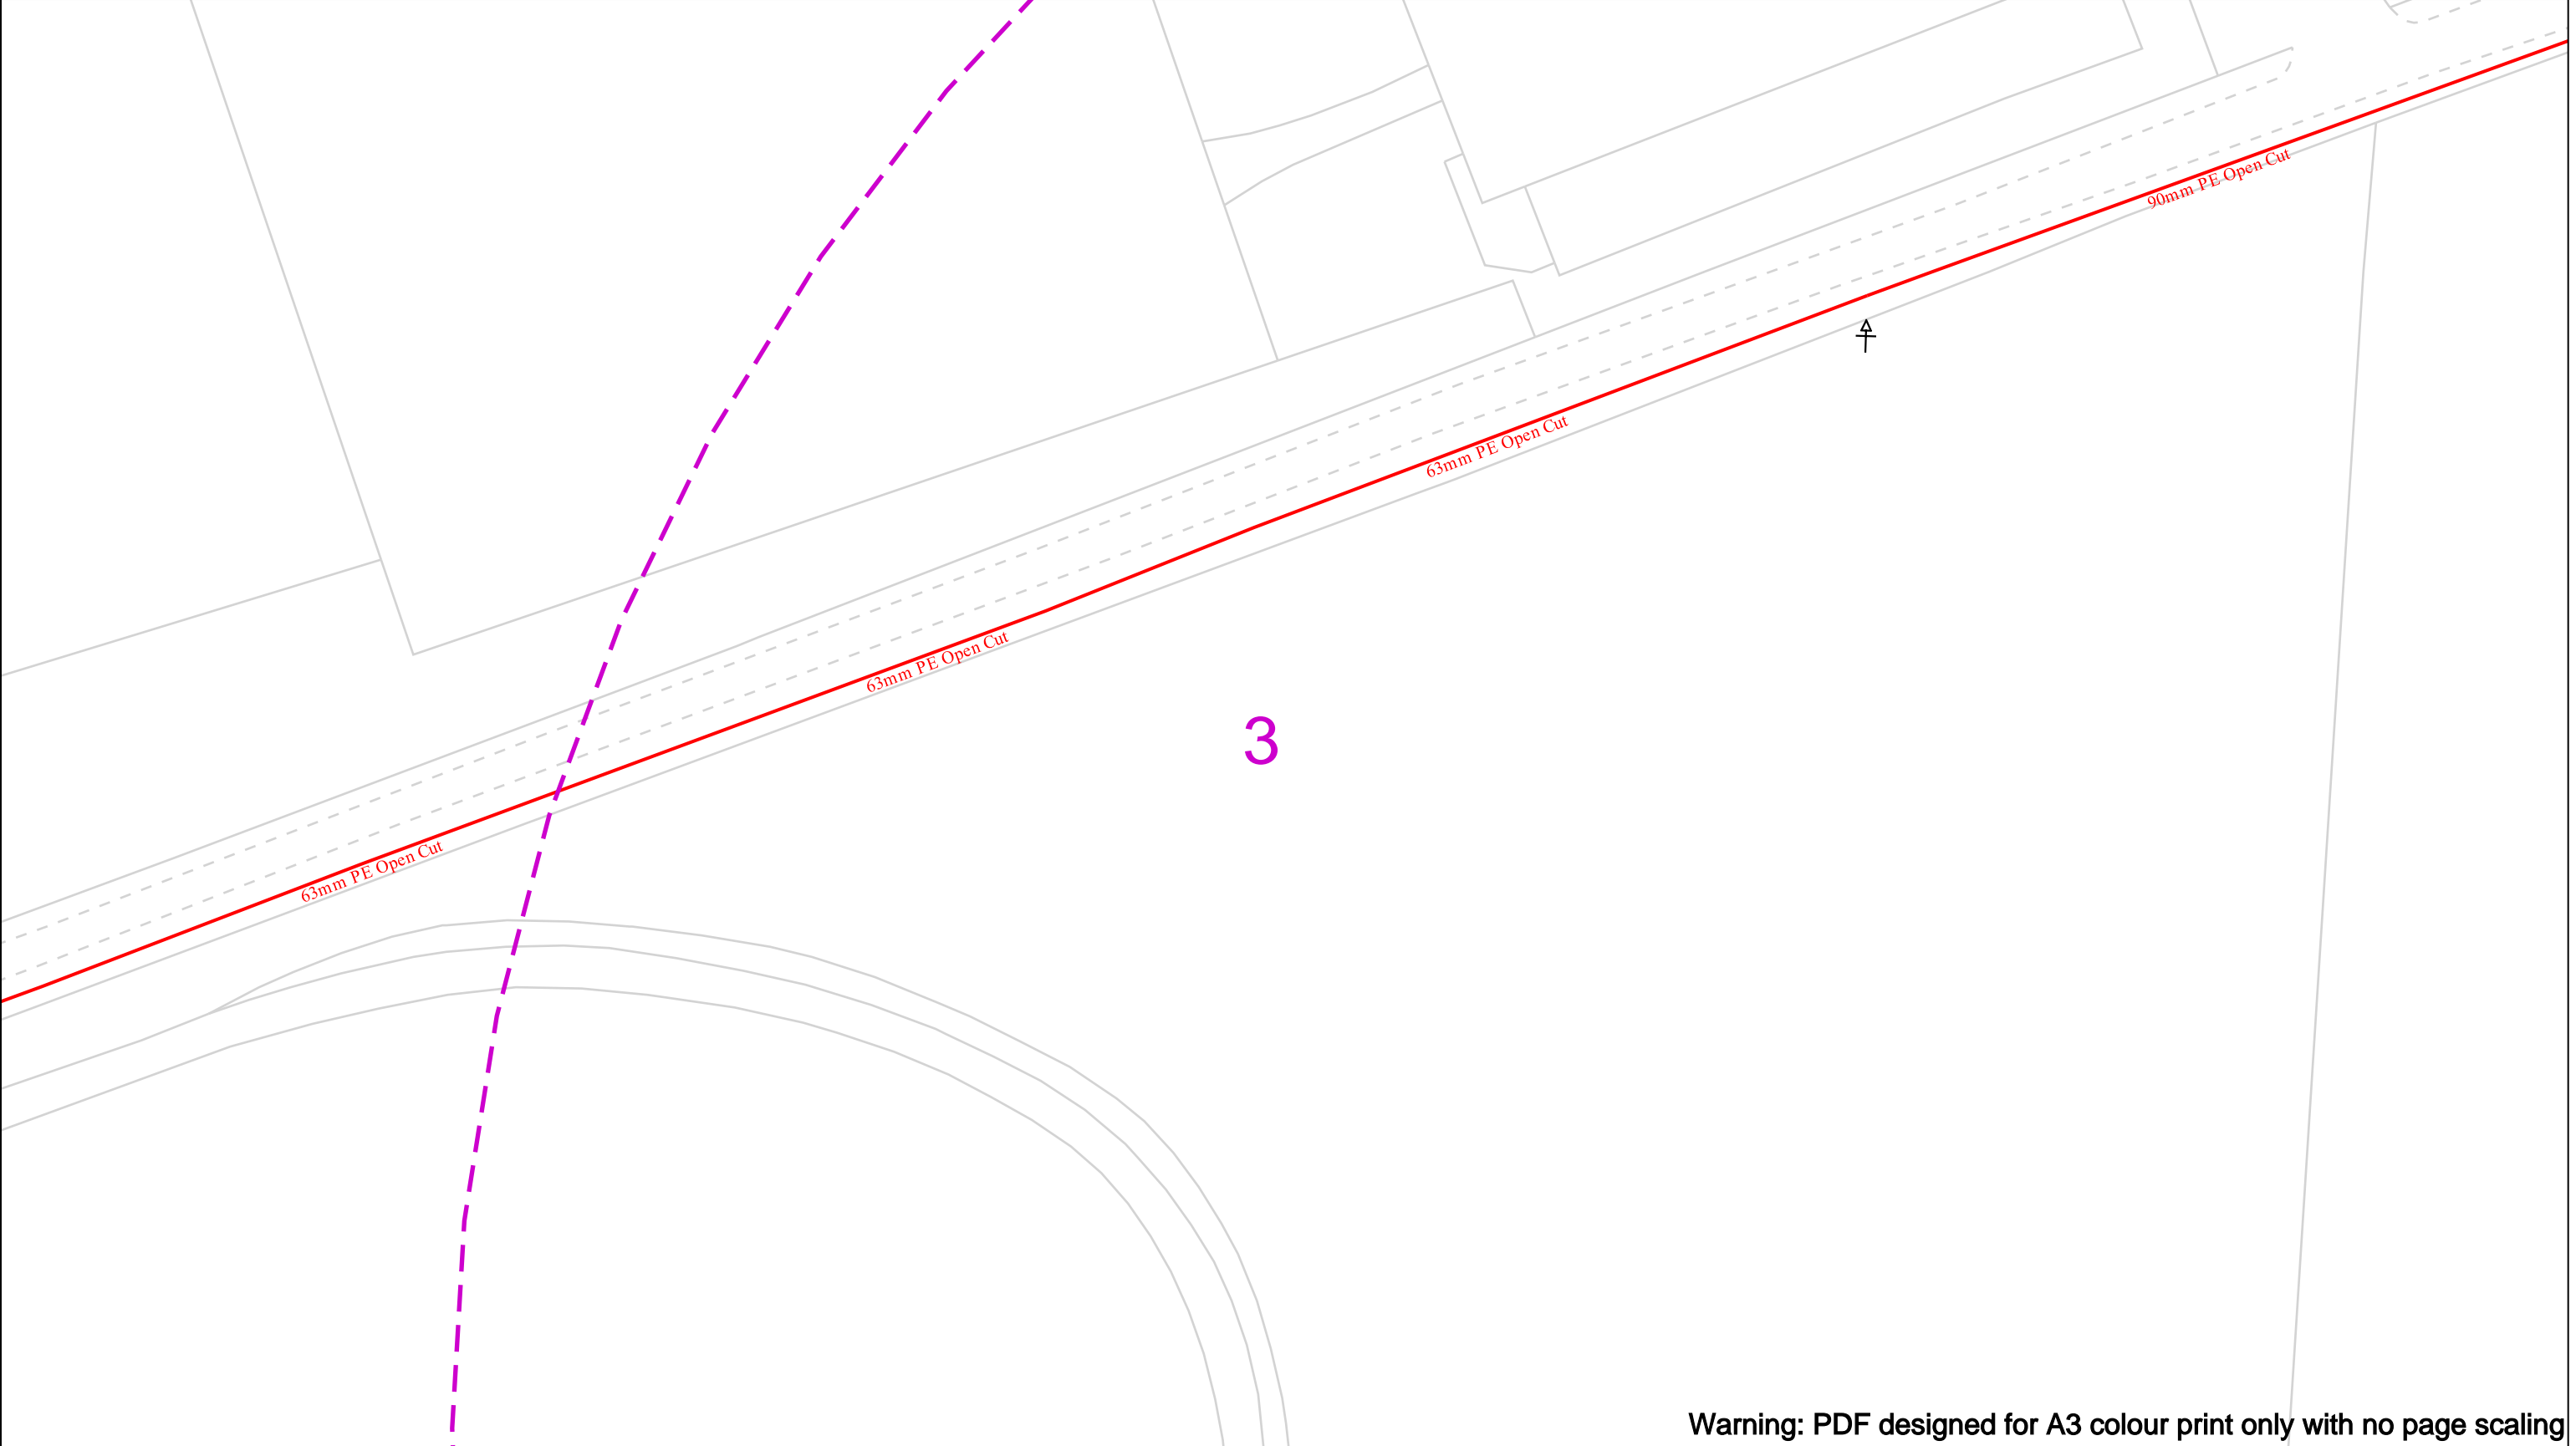 90mm PE Open Cut
63mm PE Open Cut
63mm PE Open Cut
3
63mm PE Open Cut
Warning: PDF designed for A3 colour print only with no page scaling